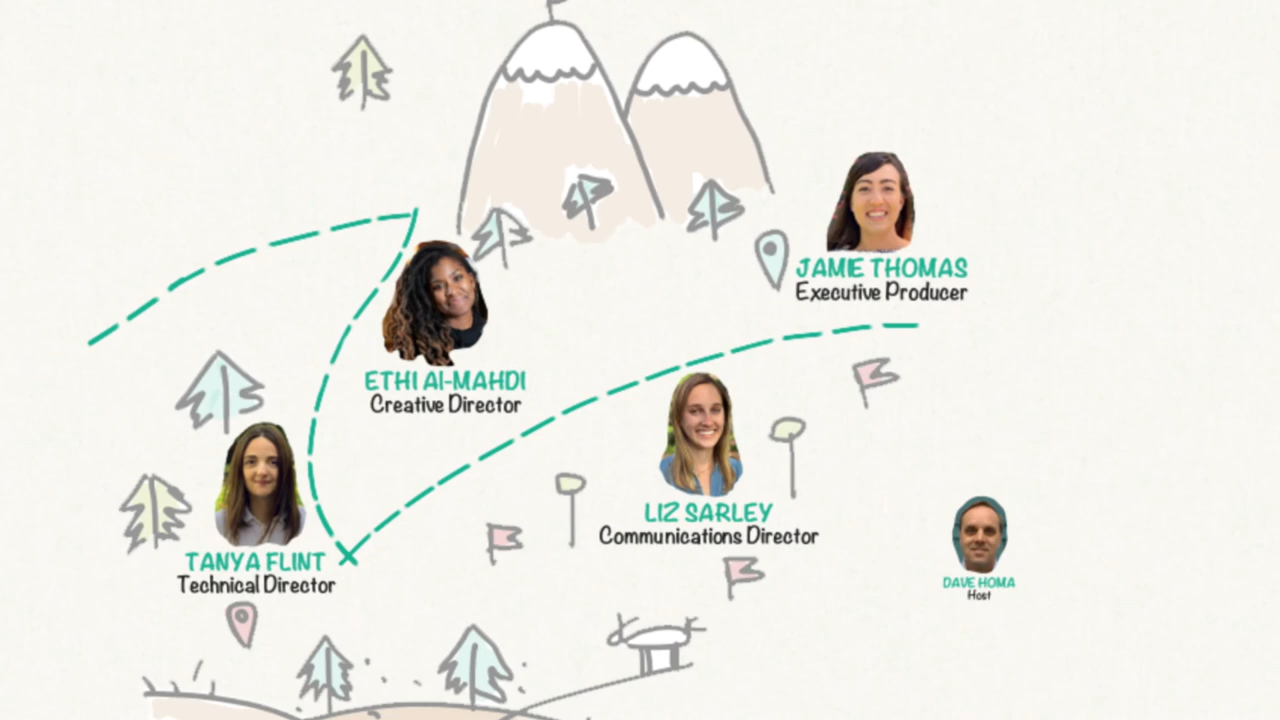 JAMIE THOMAS
Executive Producer
ETHI Al-MAHDI
Creative Director
LIZ SARLEY
Communications Director
TANYA FLINT
Technical Director
DAVE HOMA
Host